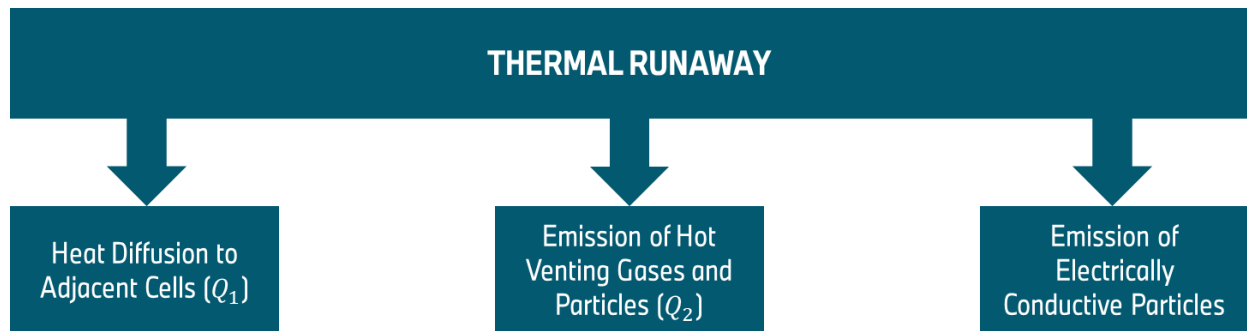 THERMAL RUNAWAY
Heat Diffusion to
Adjacent Cells (Q₁)
Emission of Hot
Venting Gases and
Particles (Q₂)
Emission of
Electrically
Conductive Particles